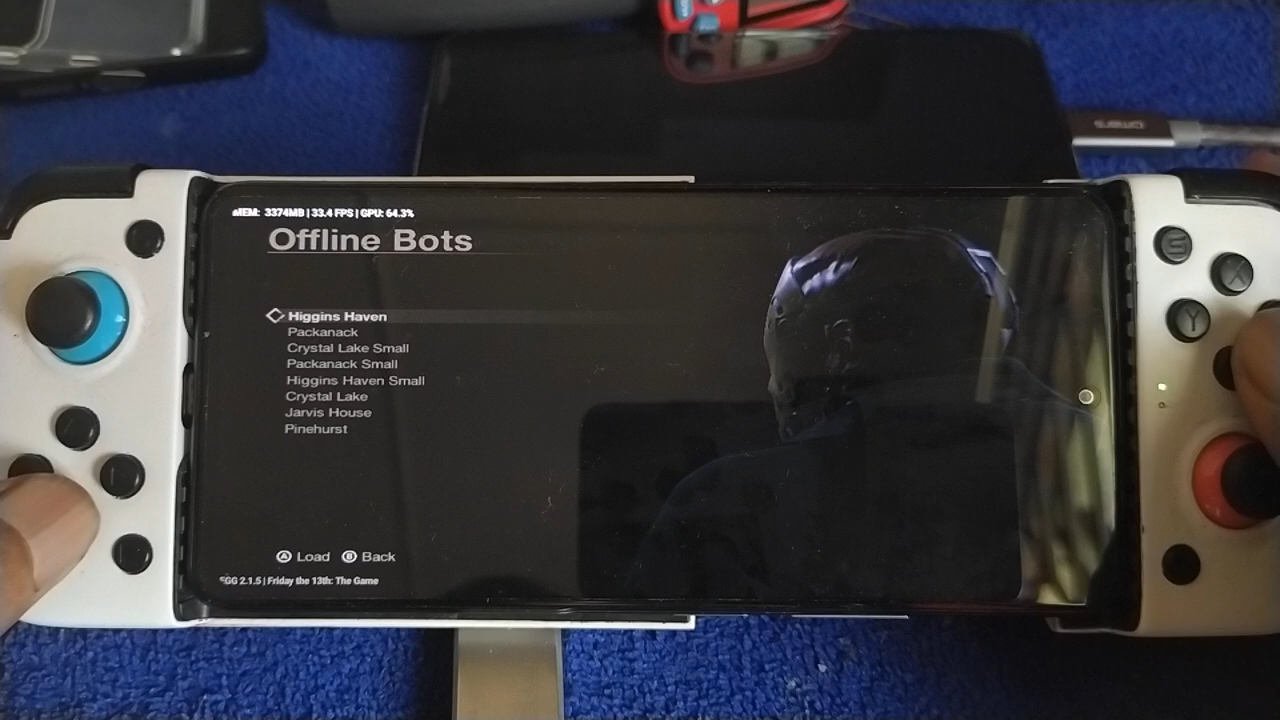 MEM: 3374MB | 33.4 FPS | GPU: 64.3%
Offline Bots
Higgins Haven
Packanack
Crystal Lake Small
Packanack Small
Higgins Haven Small
Crystal Lake
Jarvis House
Pinehurst
A Load B Back
EGG 2.1.5 | Friday the 13th: The Game
S
X
Y